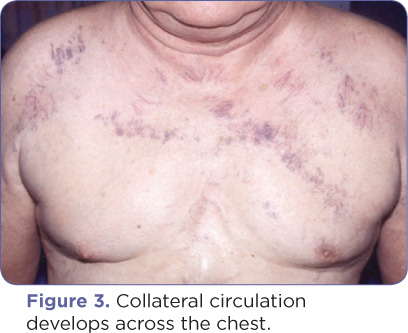 Figure 3. Collateral circulation
develops across the chest.